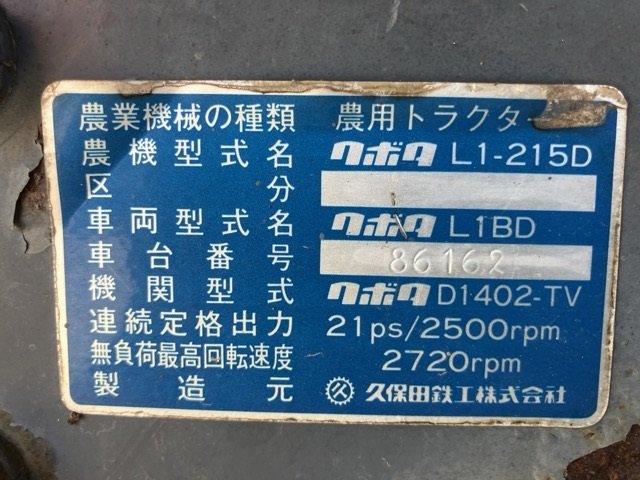 農業機械の種類 農用トラクター
農機型式名 クボタ L1-215D
区分
車両型式名 クボタ L1BD
車台番号 86162
機関型式 クボタ D1402-TV
連続定格出力 21ps/2500rpm
無負荷最高回転速度 2720rpm
製造元 久保田鉄工株式会社